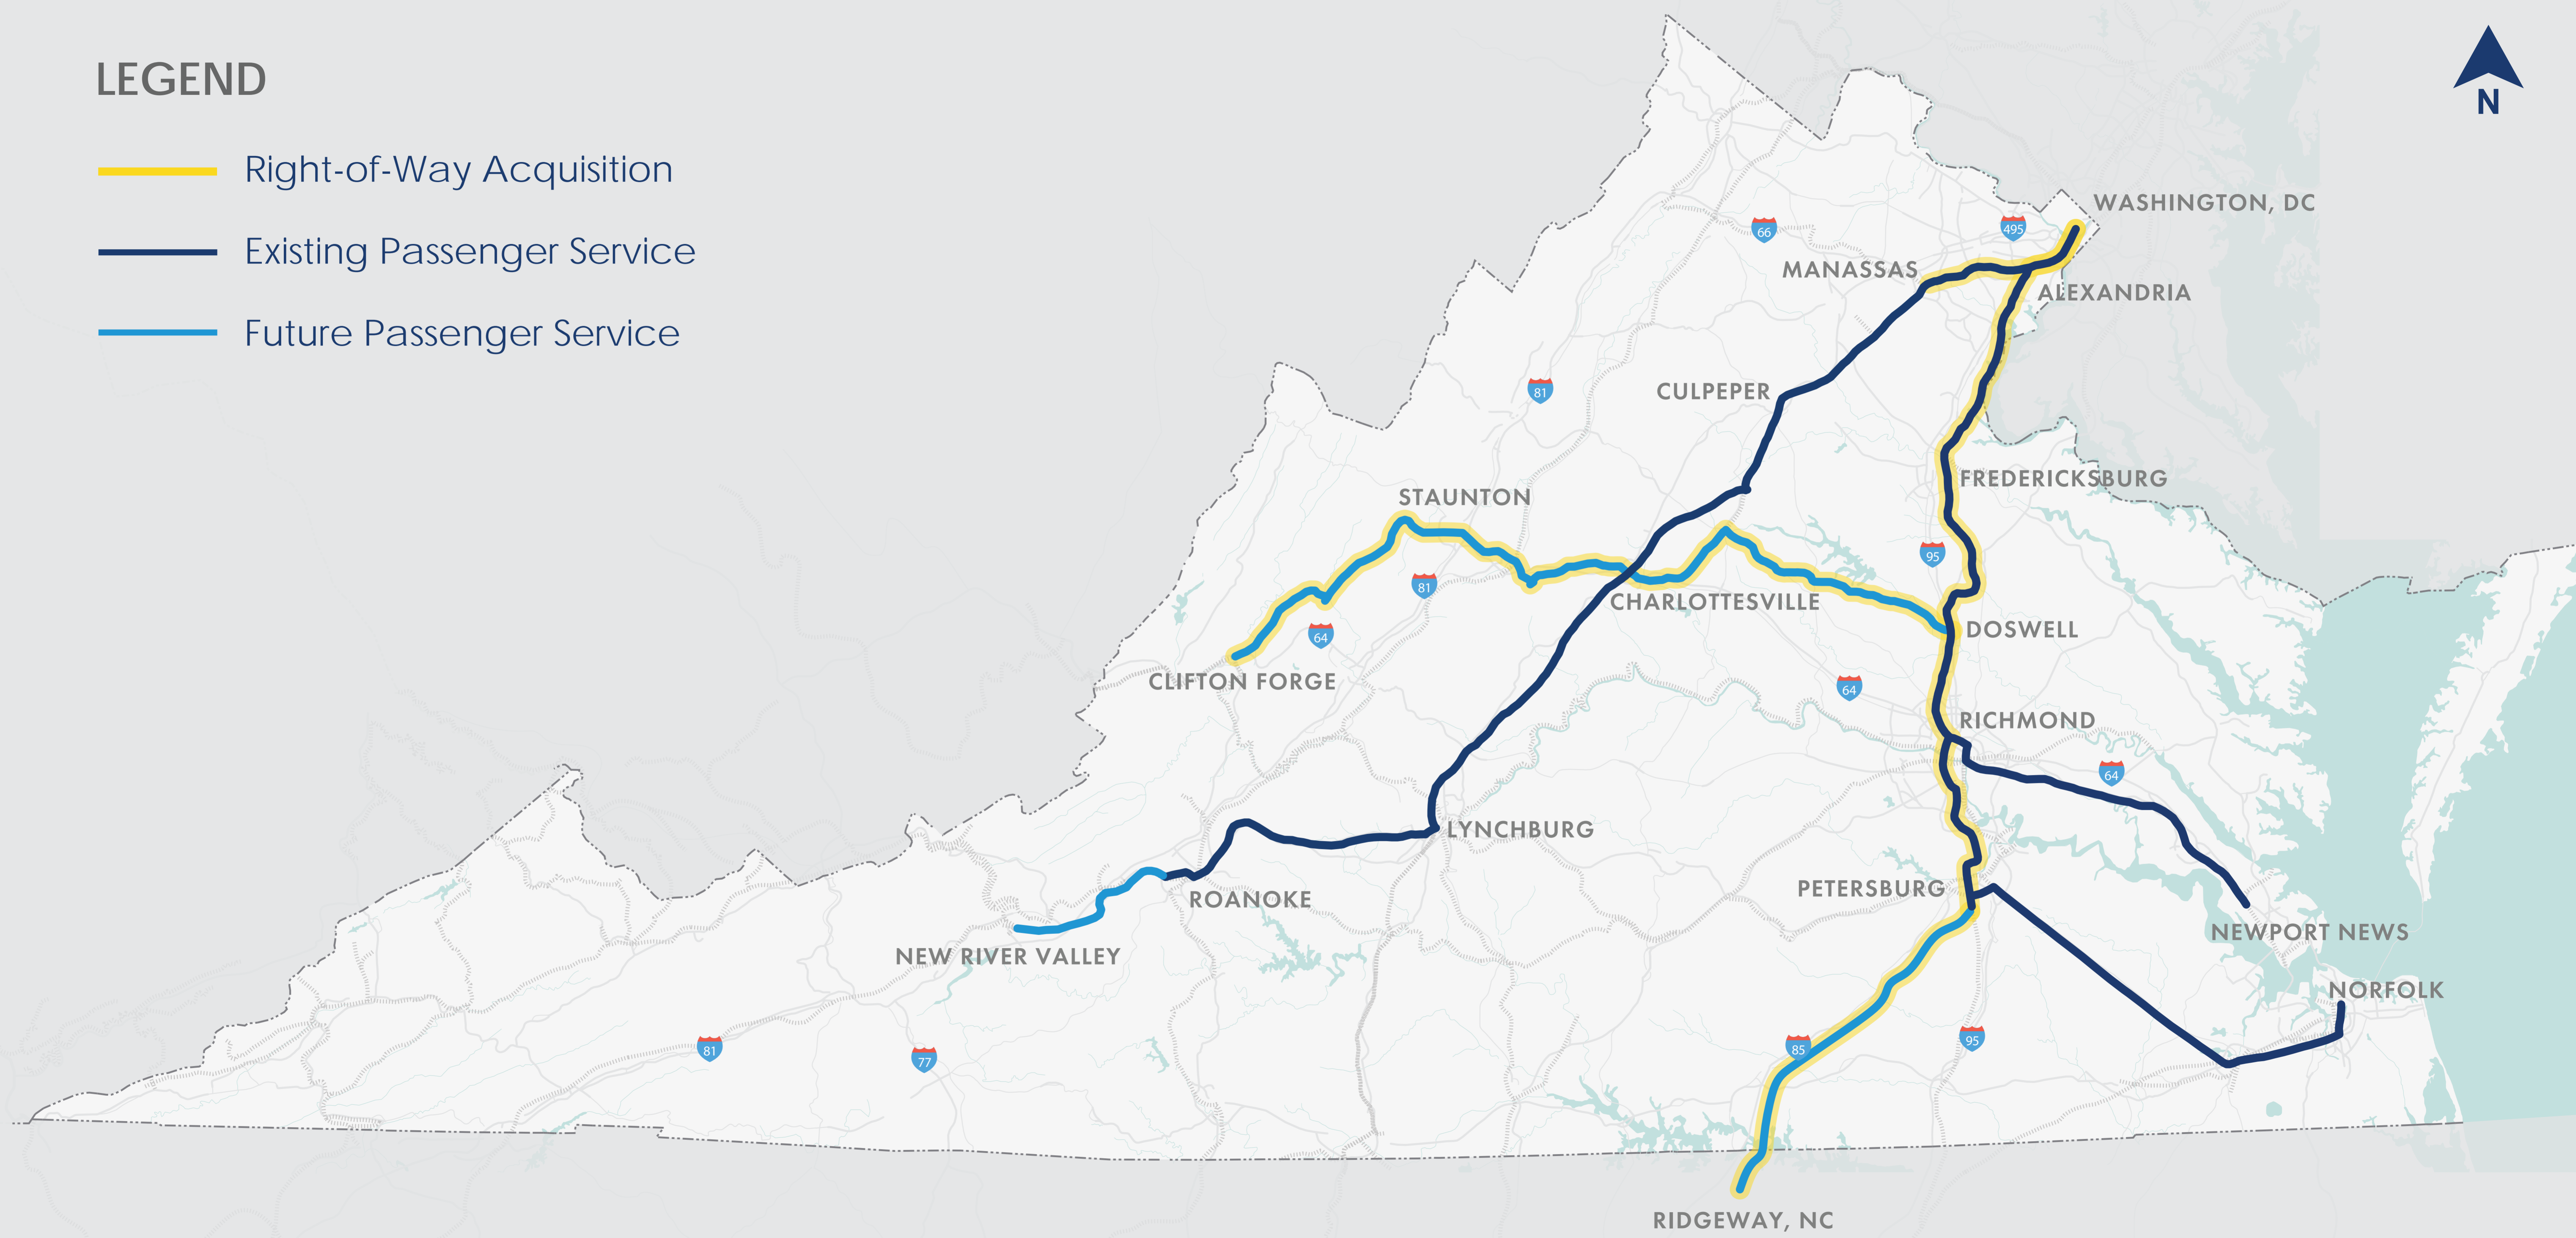 LEGEND
Right-of-Way Acquisition
Existing Passenger Service
Future Passenger Service
N
WASHINGTON, DC
495
66
MANASSAS
ALEXANDRIA
81
CULPEPER
FREDERICKSBURG
STAUNTON
95
81
CHARLOTTESVILLE
64
DOSWELL
CLIFTON FORGE
64
RICHMOND
64
LYNCHBURG
PETERSBURG
ROANOKE
NEWPORT NEWS
NEW RIVER VALLEY
NORFOLK
81
77
85
95
RIDGEWAY, NC